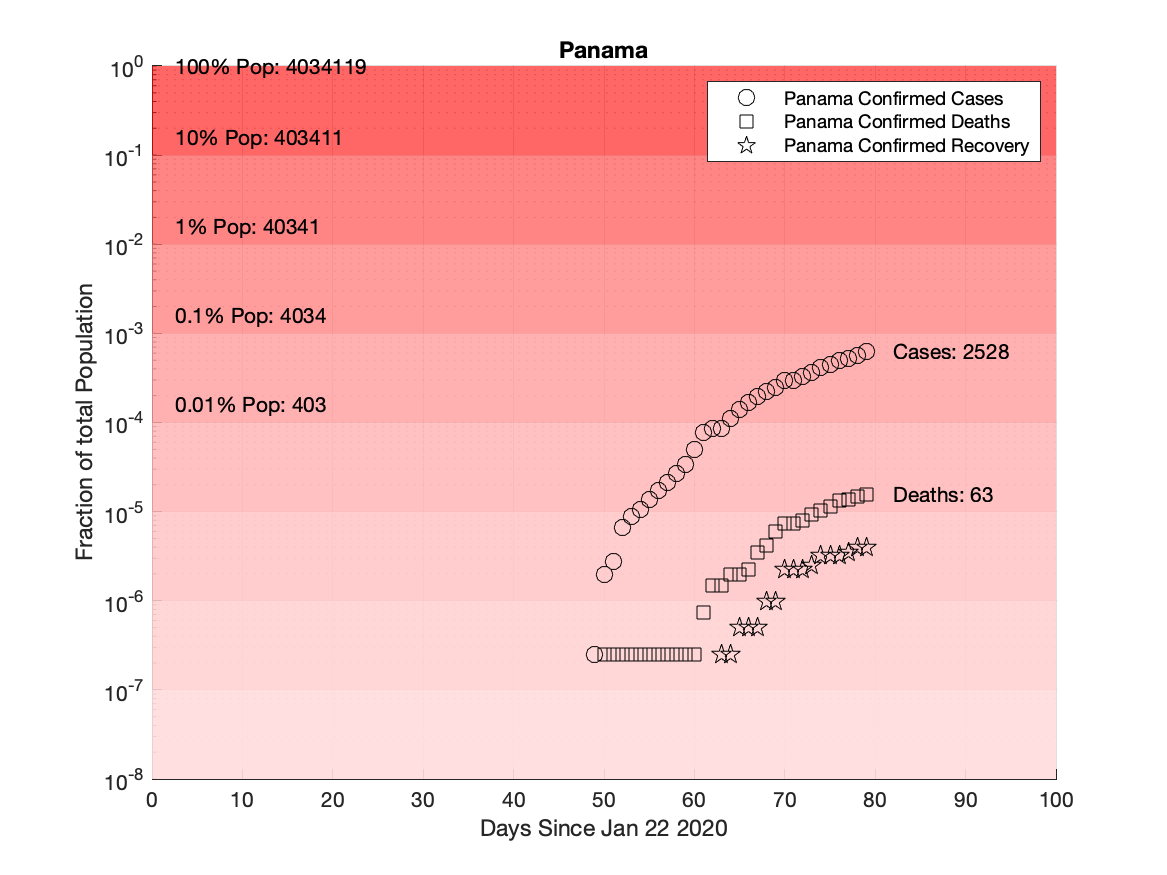 Panama
10^0
100% Pop: 4034119
Panama Confirmed Cases
Panama Confirmed Deaths
Panama Confirmed Recovery
10% Pop: 403411
10^-1
1% Pop: 40341
10^-2
0.1% Pop: 4034
10^-3
Cases: 2528
0.01% Pop: 403
10^-4
Deaths: 63
10^-5
10^-6
10^-7
10^-8
Fraction of total Population
0 10 20 30 40 50 60 70 80 90 100
Days Since Jan 22 2020